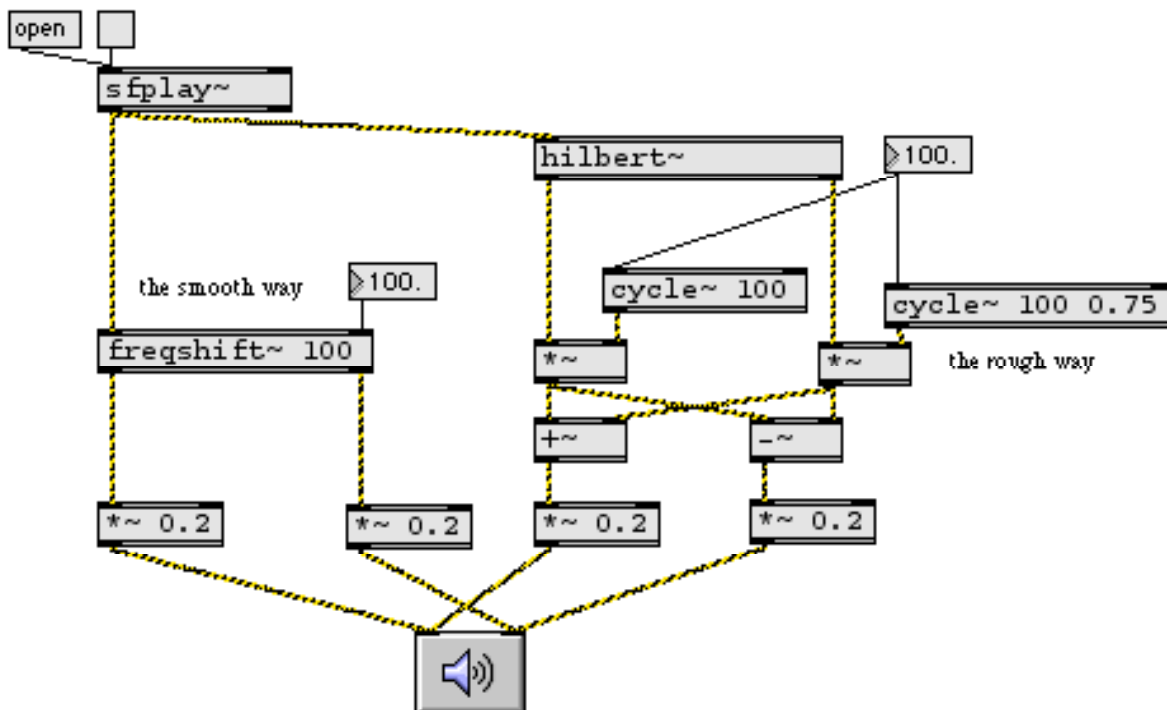 open
sfplay~
hilbert~
100.
the smooth way
100.
cycle~ 100
cycle~ 100 0.75
freqshift~ 100
*~
*~
the rough way
+~
-~
*~ 0.2
*~ 0.2
*~ 0.2
*~ 0.2